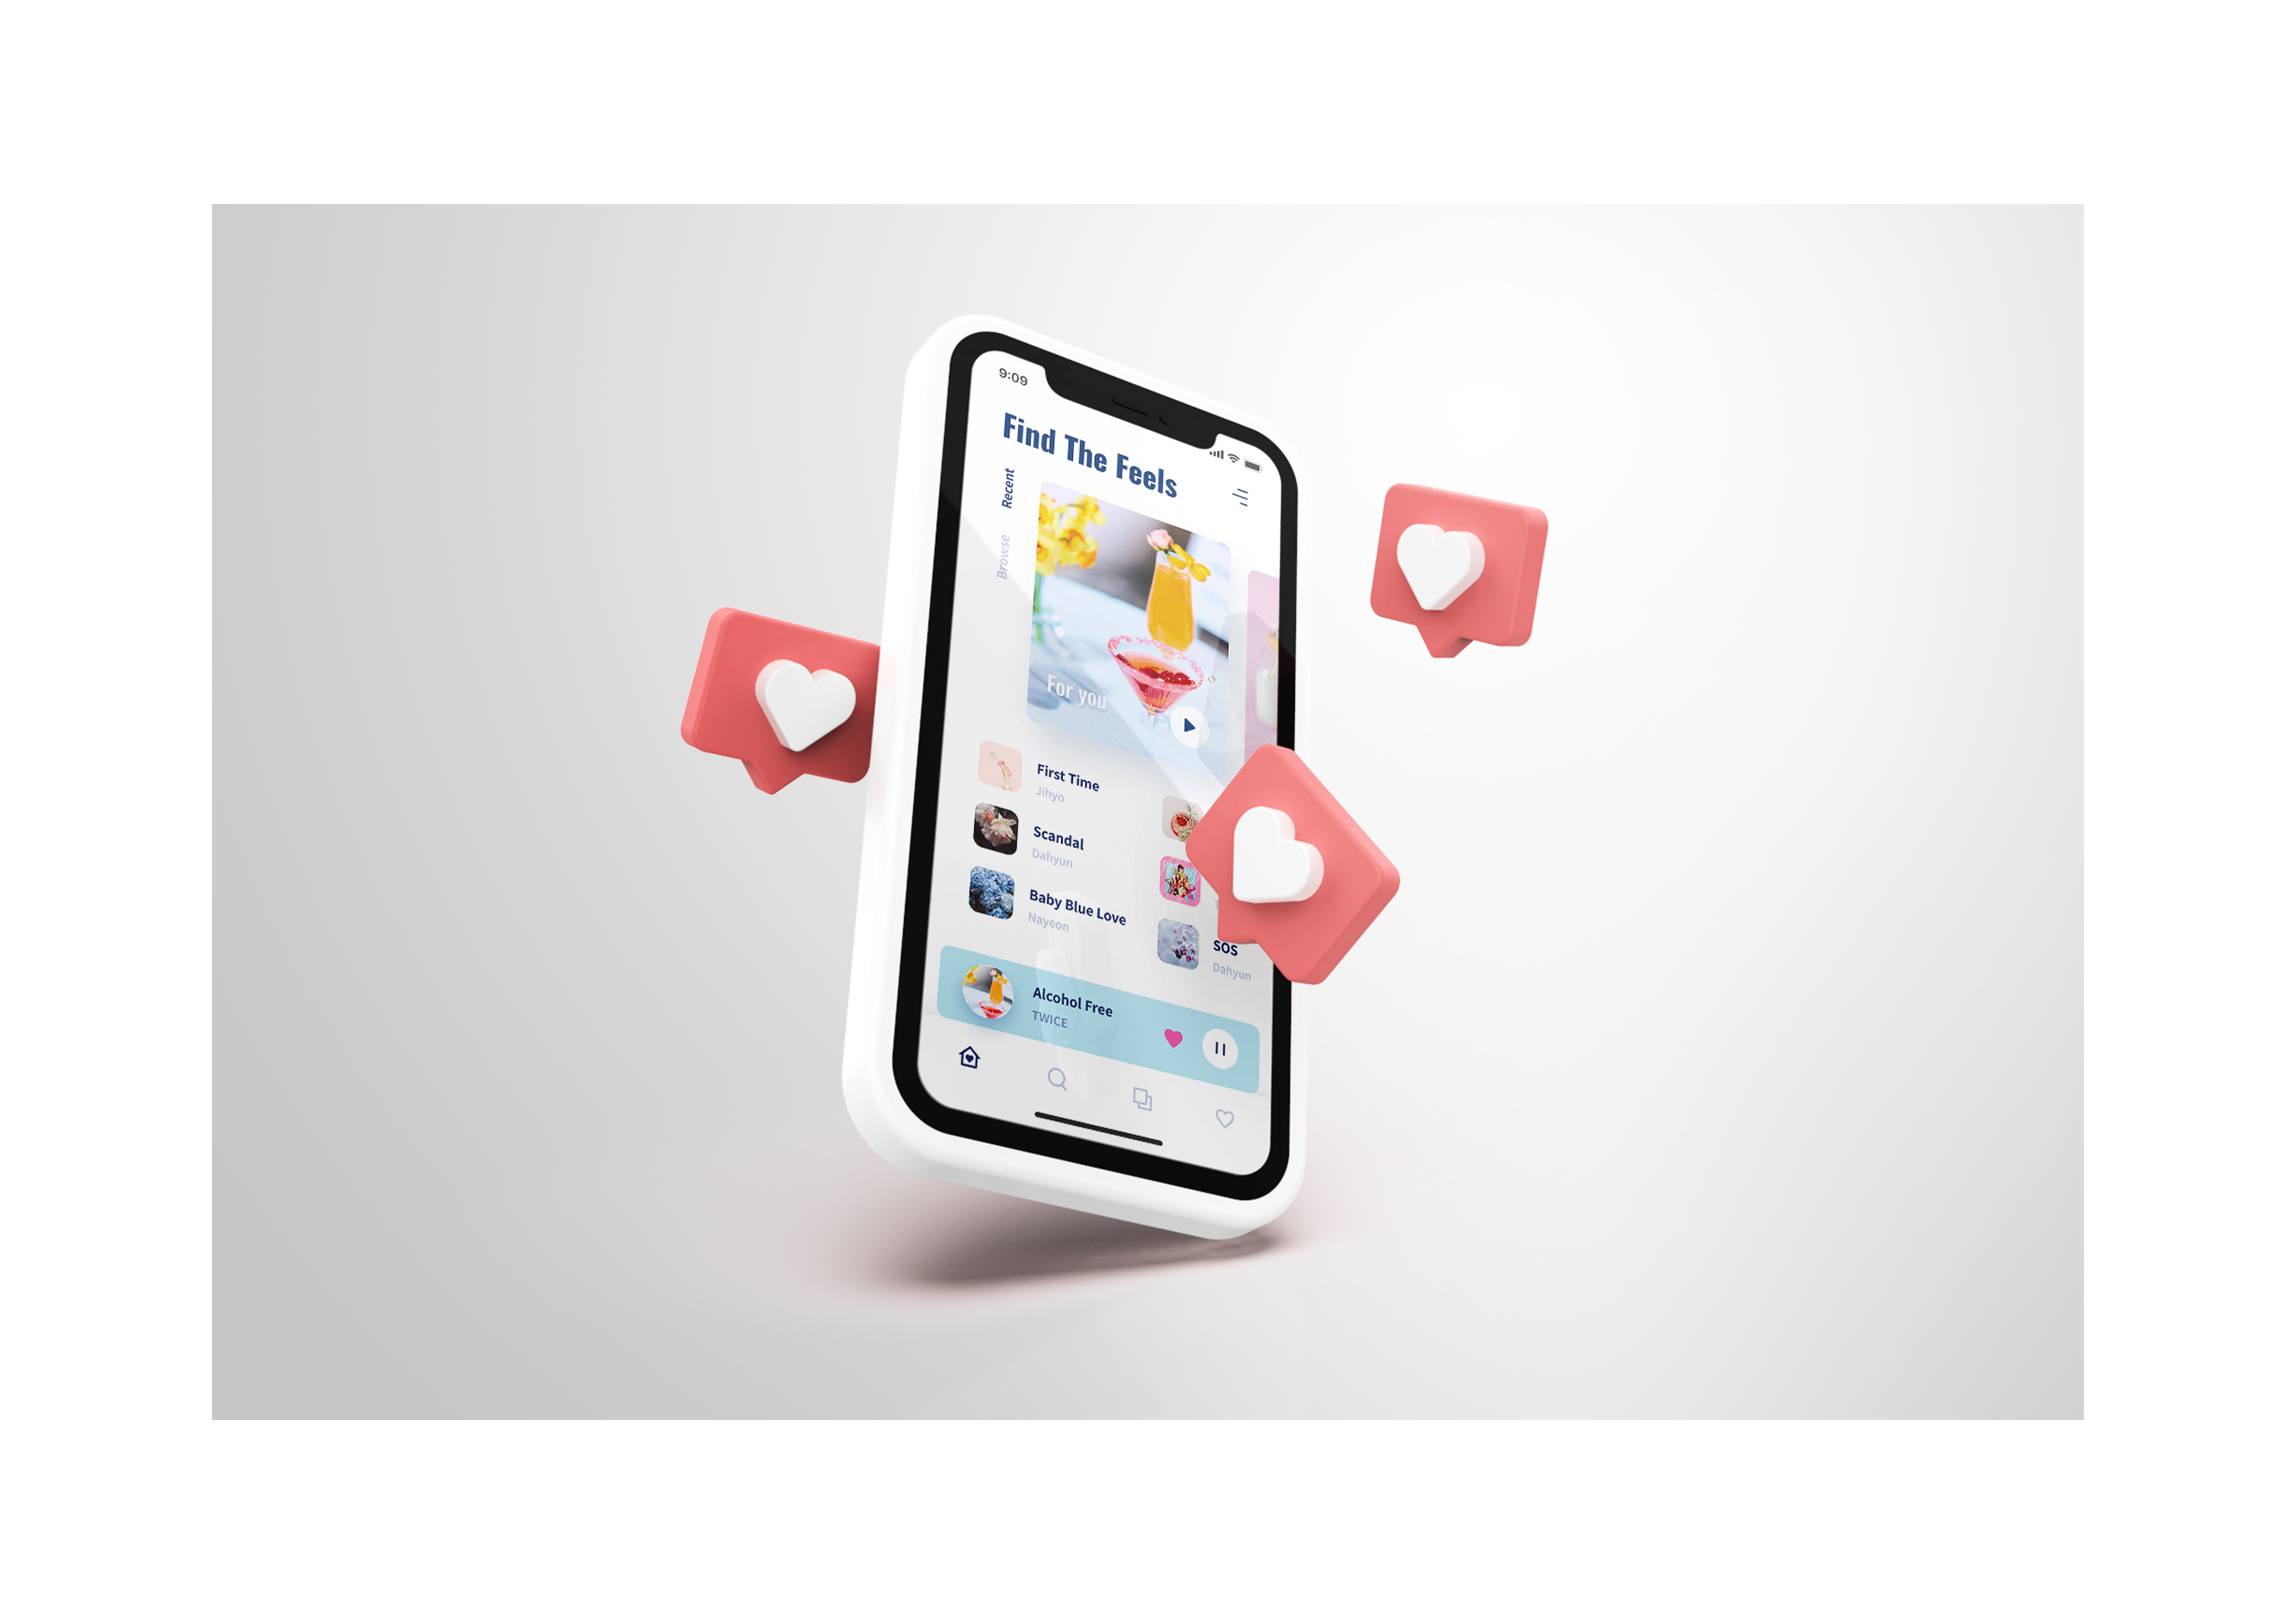 9:09
Find The Feels
Recent
Browse
For you
First Time
Jihyo
Scandal
Dahyun
Baby Blue Love
Nayeon
SOS
Dahyun
Alcohol Free
TWICE